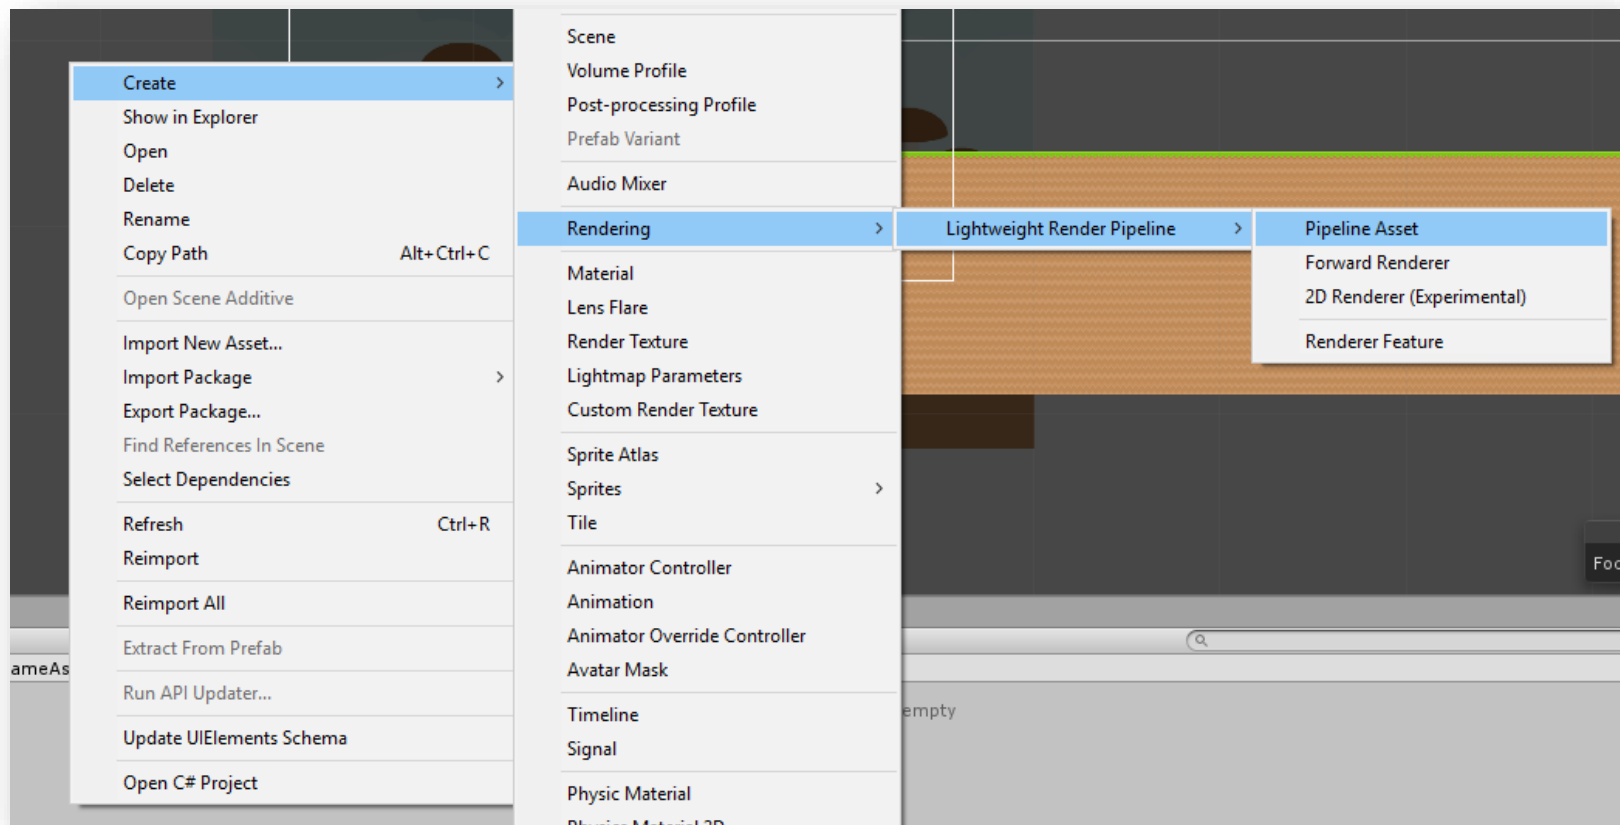 Create
Show in Explorer
Open
Delete
Rename
Copy Path Alt+Ctrl+C
Open Scene Additive
Import New Asset...
Import Package
Export Package...
Find References In Scene
Select Dependencies
Refresh Ctrl+R
Reimport
Reimport All
Extract From Prefab
Run API Updater...
Update UIElements Schema
Open C# Project
Scene
Volume Profile
Post-processing Profile
Prefab Variant
Audio Mixer
Rendering
Material
Lens Flare
Render Texture
Lightmap Parameters
Custom Render Texture
Sprite Atlas
Sprites
Tile
Animator Controller
Animation
Animator Override Controller
Avatar Mask
Timeline
Signal
Physic Material
Physics Material 2D
Lightweight Render Pipeline
Pipeline Asset
Forward Renderer
2D Renderer (Experimental)
Renderer Feature
Foc
ameAs
empty